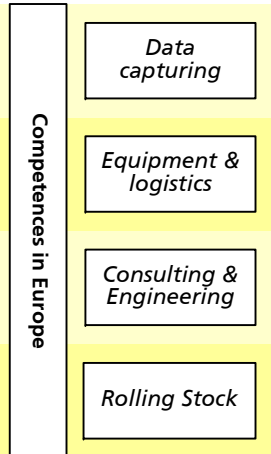 Competences in Europe
Data
capturing
Equipment &
logistics
Consulting &
Engineering
Rolling Stock